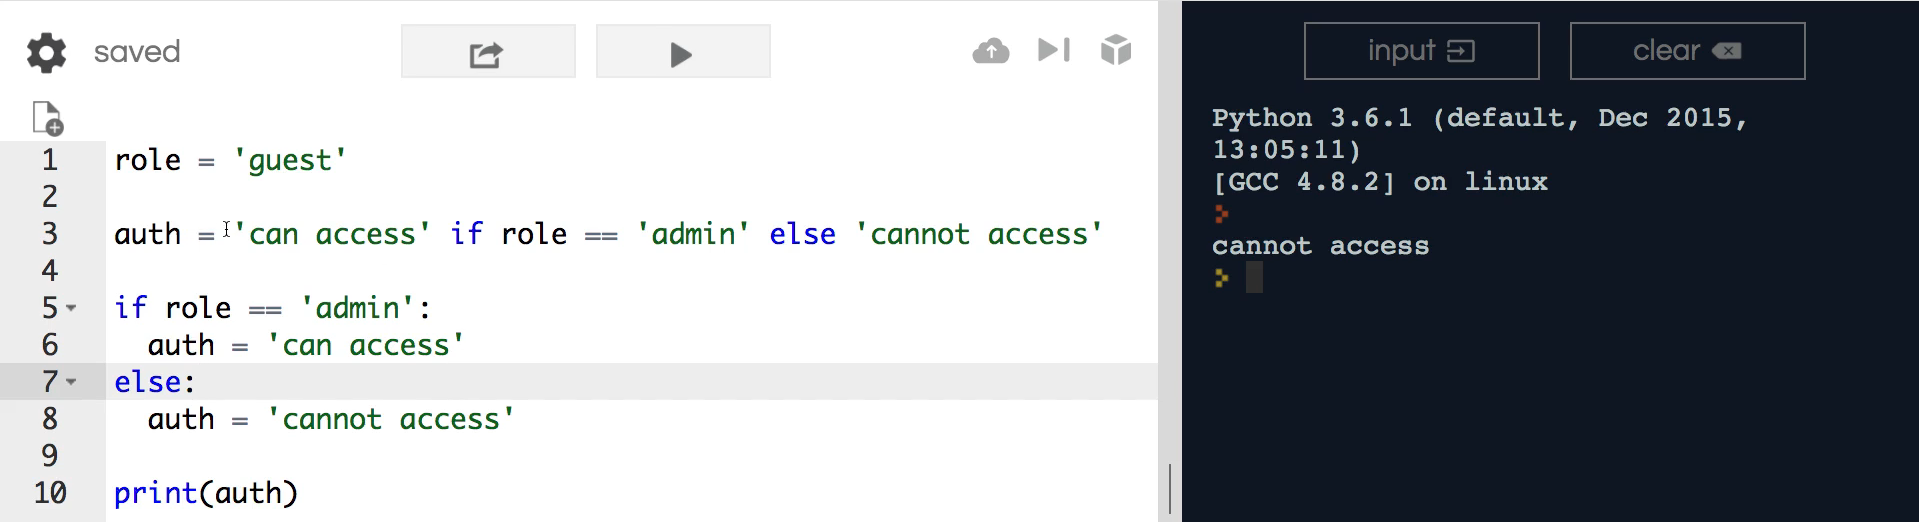 saved
input
clear
1 role = 'guest'
2
3 auth = 'can access' if role == 'admin' else 'cannot access'
4
5 if role == 'admin':
6   auth = 'can access'
7 else:
8   auth = 'cannot access'
9
10 print(auth)
Python 3.6.1 (default, Dec 2015,
13:05:11)
[GCC 4.8.2] on linux
cannot access